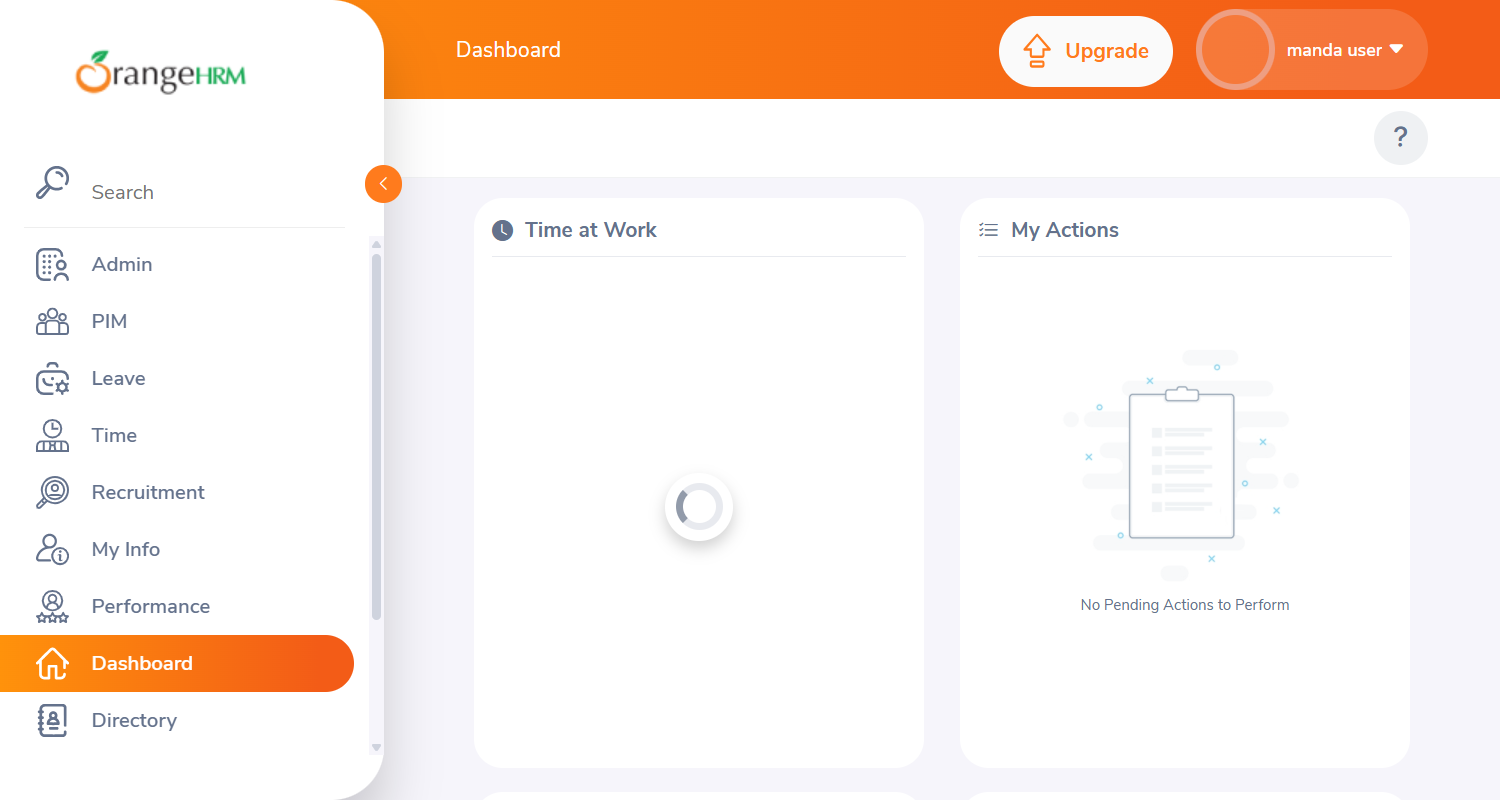 OrangeHRM
Dashboard
Upgrade
manda user
?
Search
Admin
PIM
Leave
Time
Recruitment
My Info
Performance
Dashboard
Directory
Time at Work
My Actions
No Pending Actions to Perform